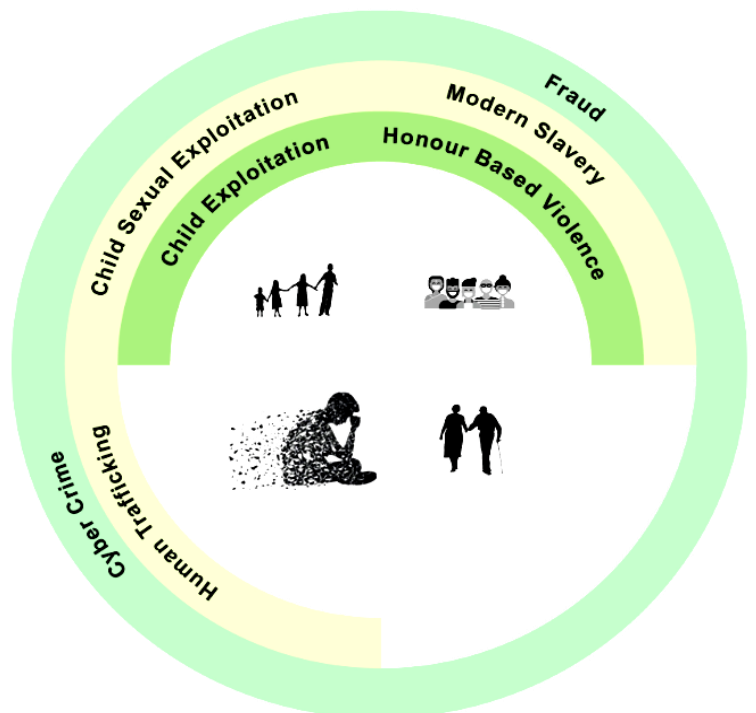 Fraud
Cyber Crime
Child Sexual Exploitation
Modern Slavery
Human Trafficking
Child Exploitation
Honour Based Violence